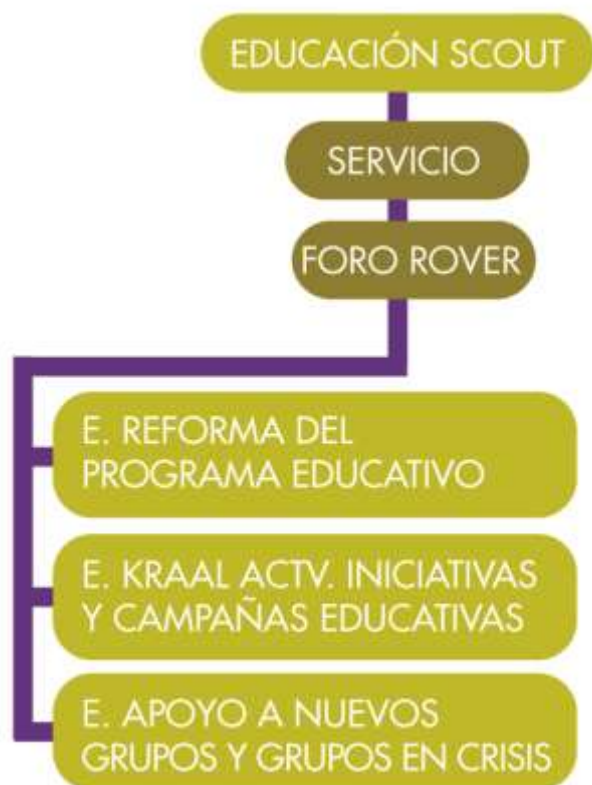 EDUCACIÓN SCOUT
SERVICIO
FORO ROVER
E. REFORMA DEL
PROGRAMA EDUCATIVO
E. KRAAL ACTV. INICIATIVAS
Y CAMPAÑAS EDUCATIVAS
E. APOYO A NUEVOS
GRUPOS Y GRUPOS EN CRISIS